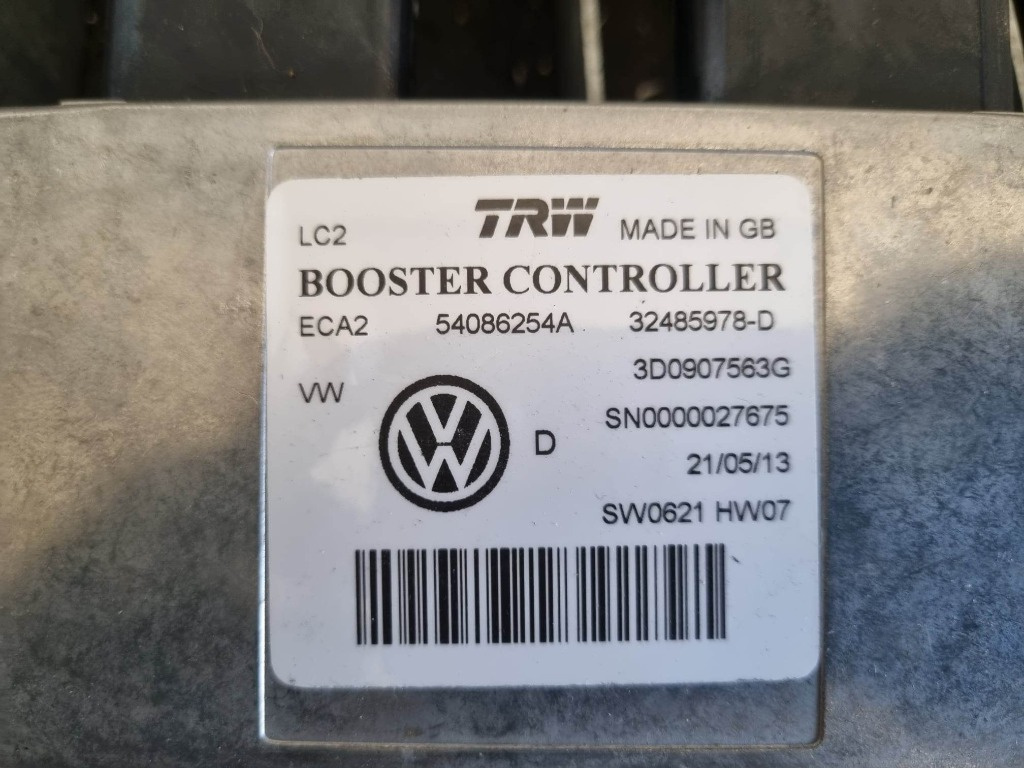 LC2 TRW MADE IN GB
BOOSTER CONTROLLER
ECA2 54086254A 32485978-D
3D0907563G
VW
SN0000027675
D
21/05/13
SW0621 HW07